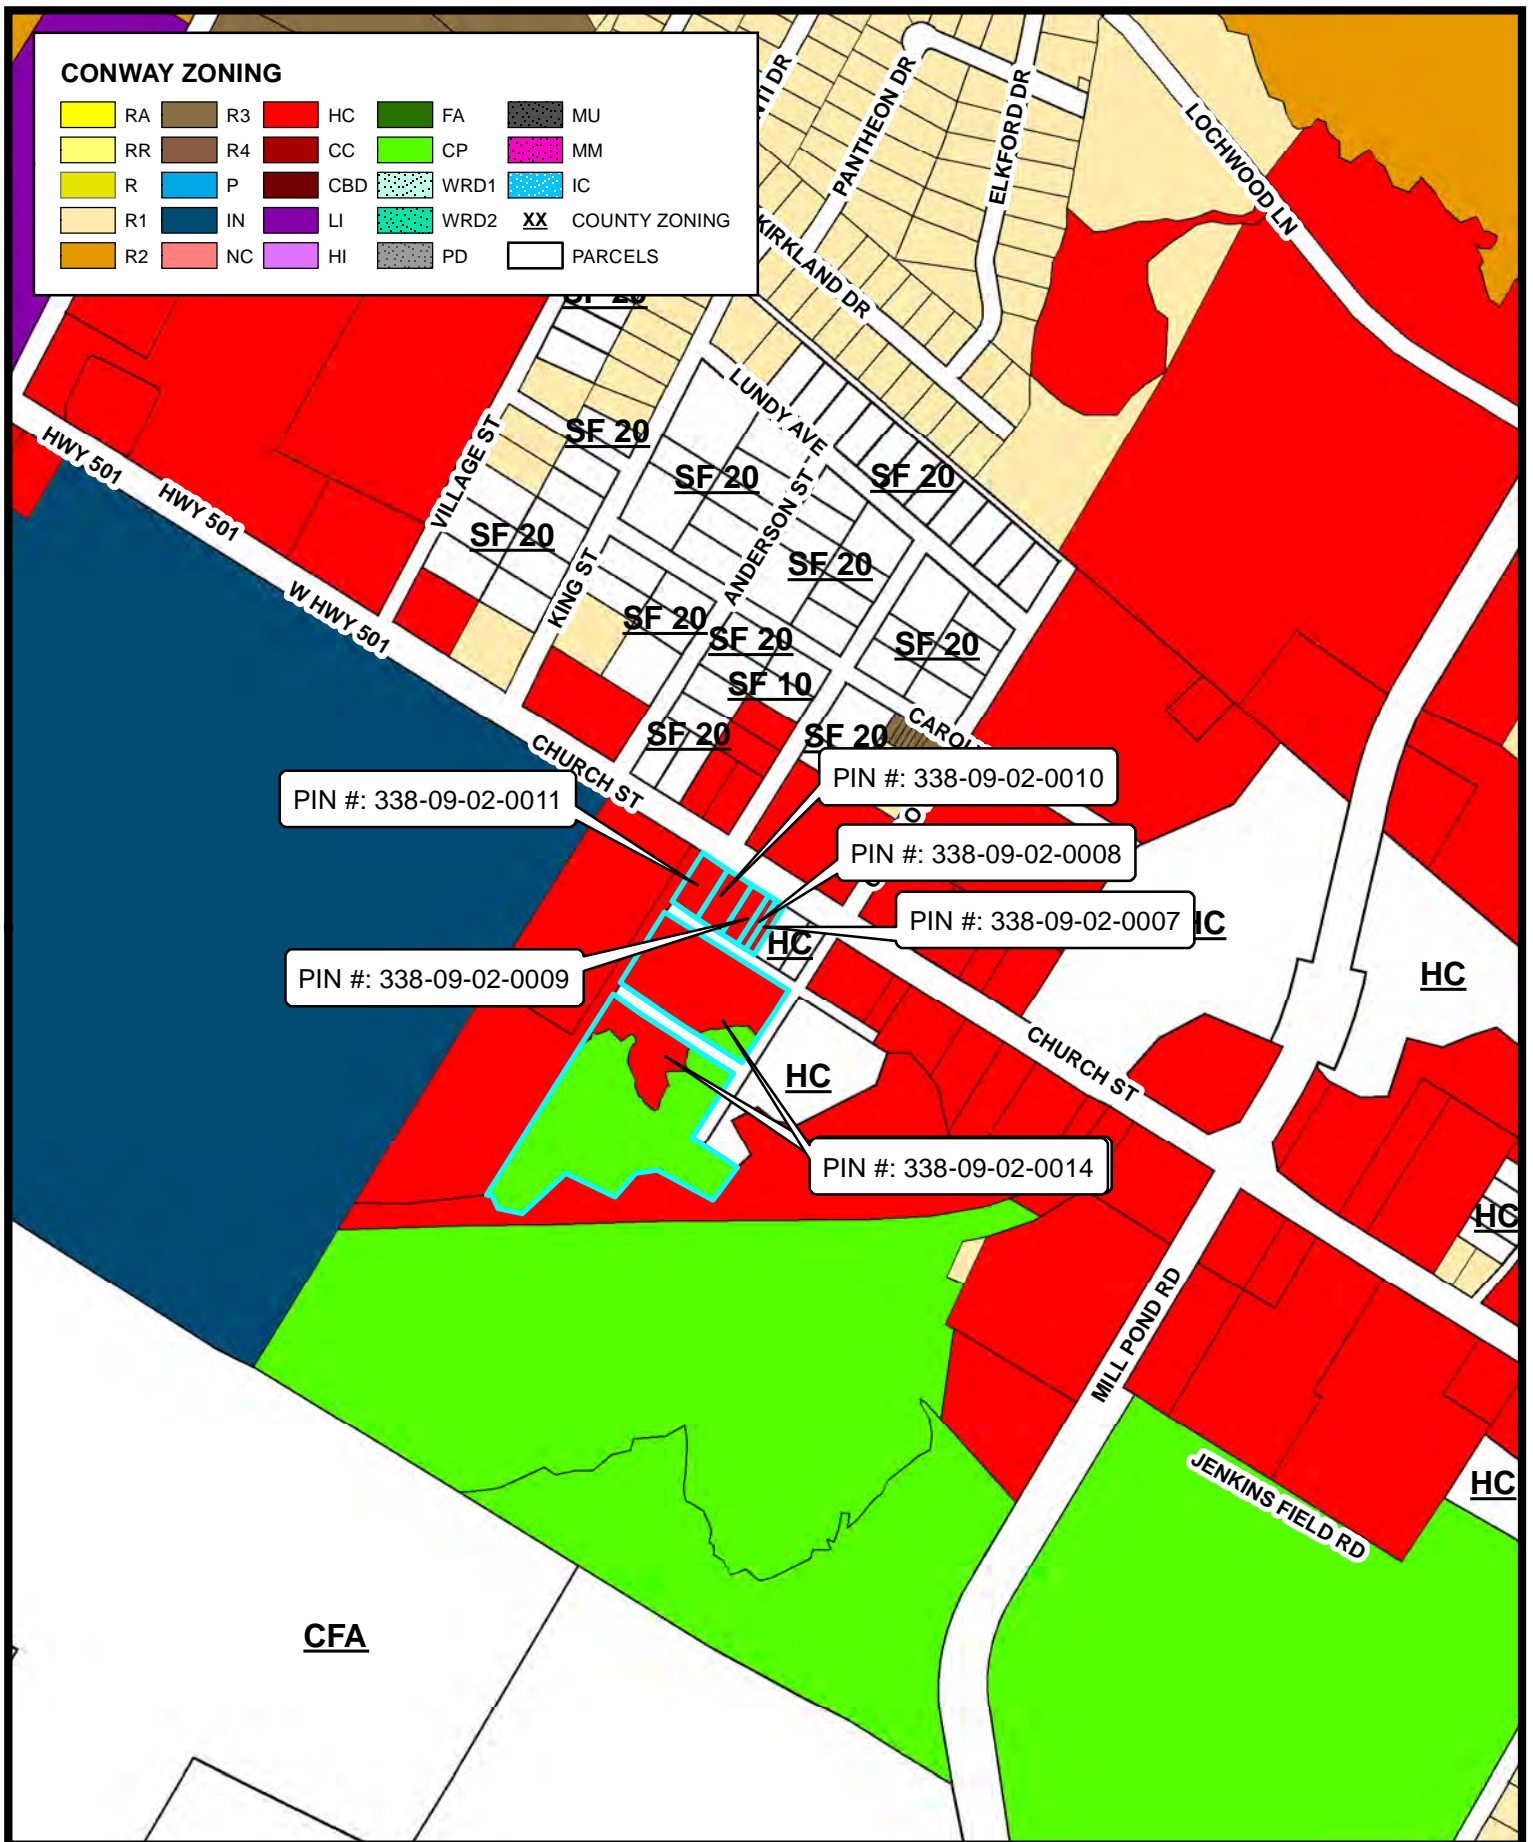 CONWAY ZONING
RA R3 HC FA MU
RR R4 CC CP MM
R P CBD WRD1 IC
R1 IN LI WRD2 XX COUNTY ZONING
R2 NC HI PD PARCELS
PANTHEON DR
ELKFORD DR
LOCHWOOD LN
KIRKLAND DR
SF 20
LUNDY AVE
HWY 501
HWY 501
W HWY 501
VILLAGE ST
SF 20
SF 20
SF 20
SF 20
ANDERSON ST
SF 20
KING ST
SF 20
SF 20
SF 20
SF 10
SF 20
SF 20
CHURCH ST
PIN #: 338-09-02-0010
PIN #: 338-09-02-0011
PIN #: 338-09-02-0008
PIN #: 338-09-02-0007
HC
HC
HC
PIN #: 338-09-02-0009
CHURCH ST
HC
PIN #: 338-09-02-0014
HC
MILL POND RD
JENKINS FIELD RD
HC
CFA